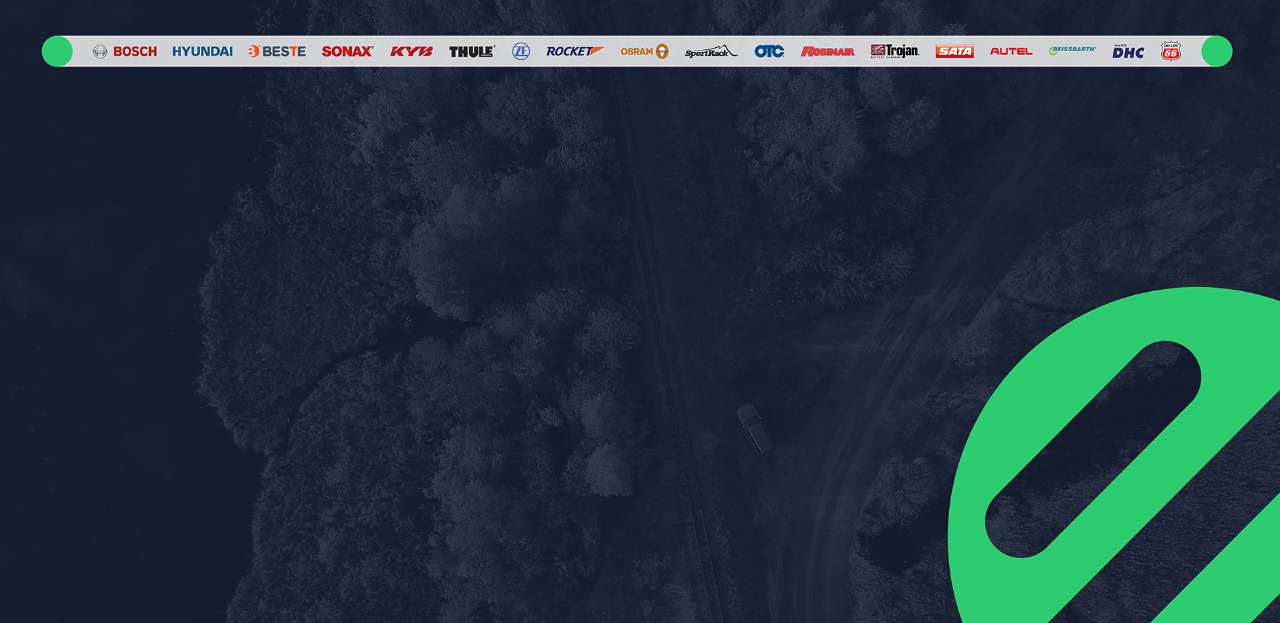 BOSCH HYUNDAI BESTE SONAX KYB THULE ZF ROCKET OSRAM SportRack OTC ROBINAIR Trojan SATA AUTEL BEISSBARTH DHC 66